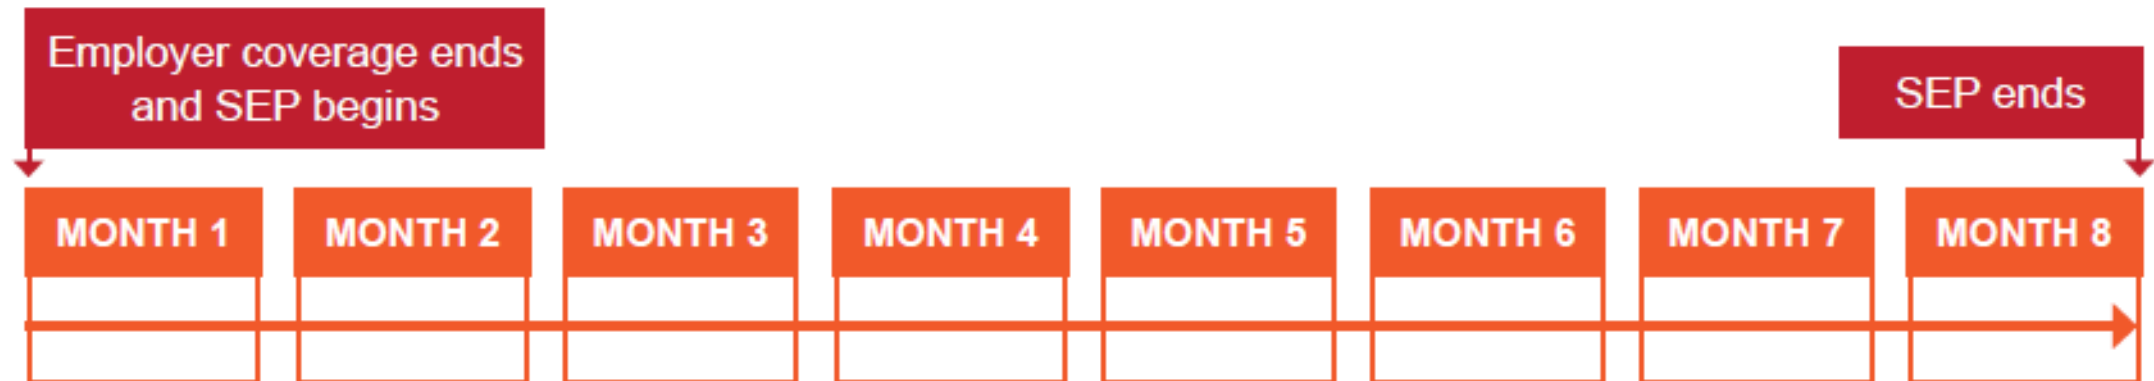 Employer coverage ends
and SEP begins
SEP ends
MONTH 1
MONTH 2
MONTH 3
MONTH 4
MONTH 5
MONTH 6
MONTH 7
MONTH 8